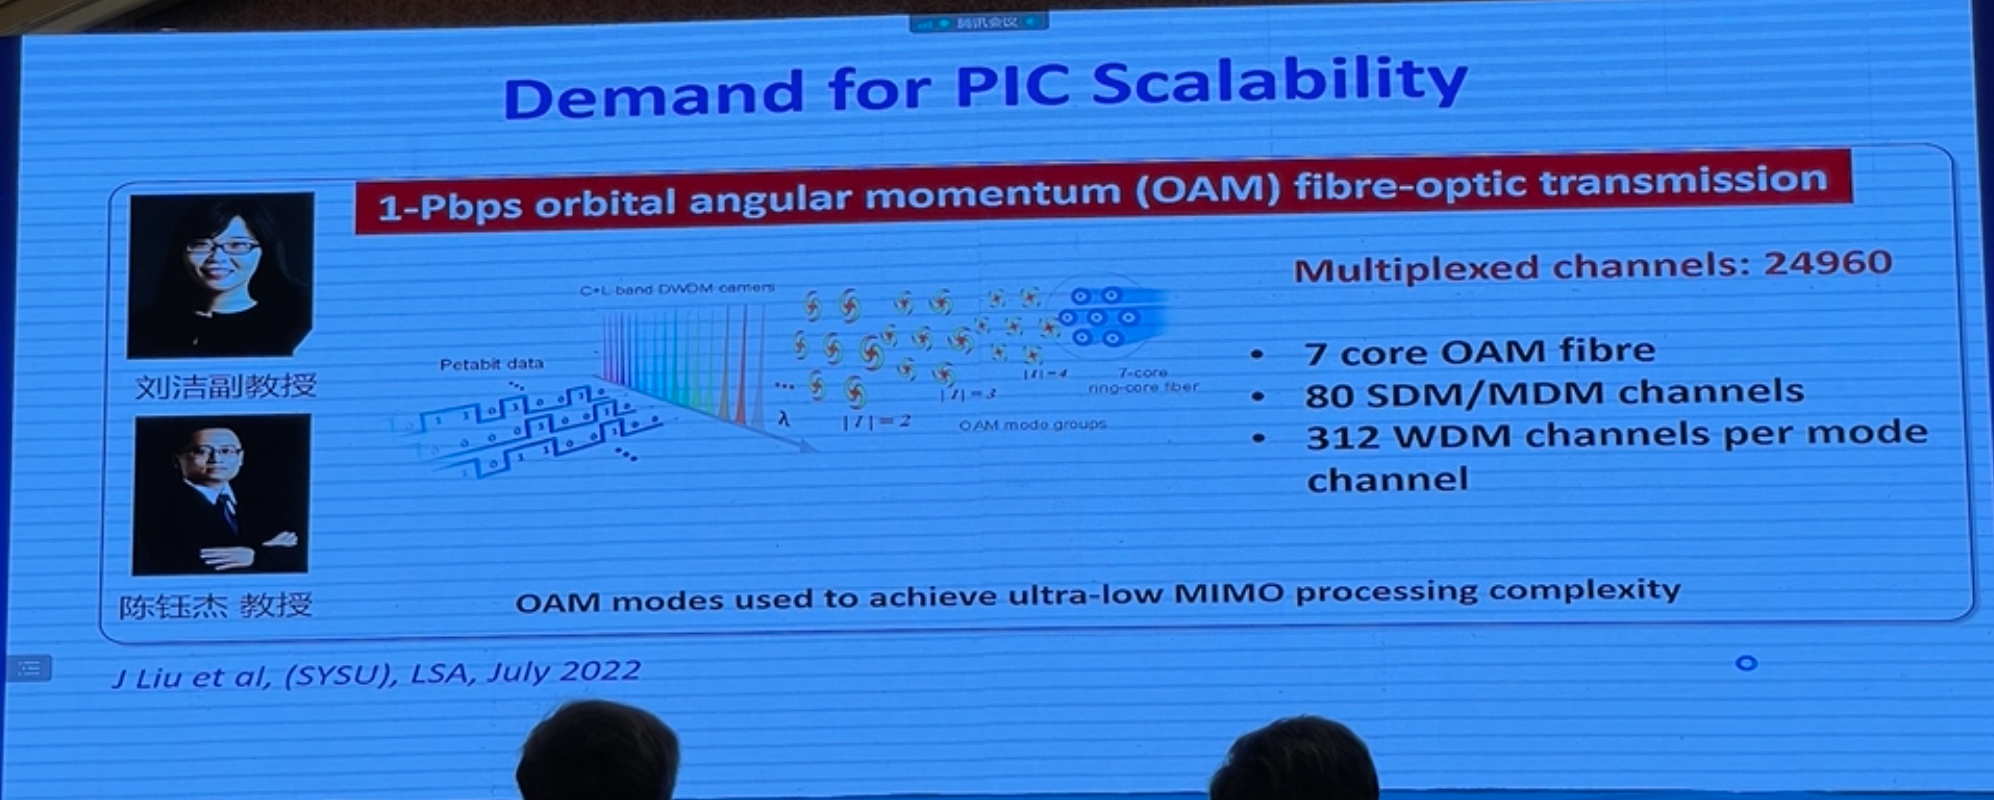 腾讯会议
Demand for PIC Scalability
1-Pbps orbital angular momentum (OAM) fibre-optic transmission
Multiplexed channels: 24960
• 7 core OAM fibre
• 80 SDM/MDM channels
• 312 WDM channels per mode
channel
C+L-band DWDM carriers
Petabit data
λ
|l|=2
|l|=3
|l|=4
OAM mode groups
7-core
ring-core fiber
刘洁副教授
陈钰杰 教授
OAM modes used to achieve ultra-low MIMO processing complexity
J Liu et al, (SYSU), LSA, July 2022